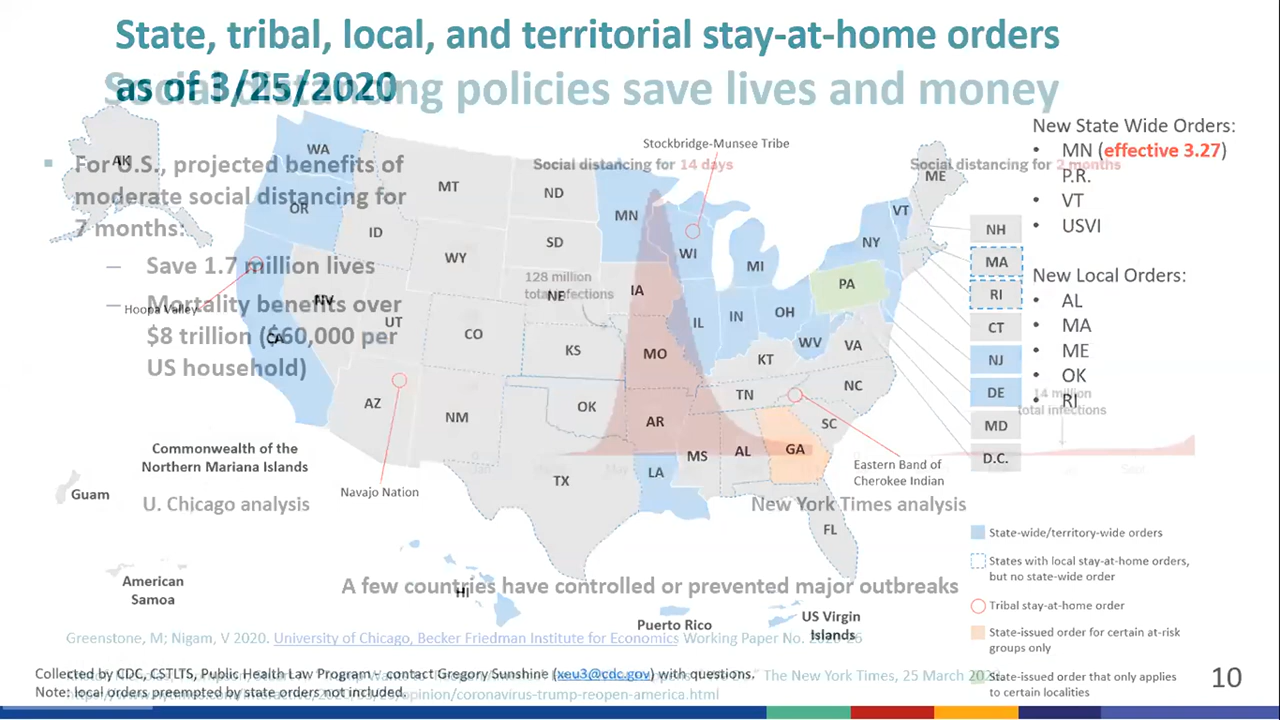 State, tribal, local, and territorial stay-at-home orders
as of 3/25/2020
Social distancing policies save lives and money
For U.S., projected benefits of
moderate social distancing for
7 months:
– Save 1.7 million lives
– Mortality benefits over
$8 trillion ($60,000 per
US household)
U. Chicago analysis
Social distancing for 14 days
128 million
total infections
Social distancing for 2 months
14 million
total infections
May
Sept
New York Times analysis
A few countries have controlled or prevented major outbreaks
Greenstone, M; Nigam, V 2020. University of Chicago, Becker Friedman Institute for Economics Working Paper No. 2020-26
The New York Times, 25 March
opinion/coronavirus-trump-reopen-america.html
AK
WA
OR
CA
NV
ID
MT
WY
UT
CO
AZ
NM
ND
SD
NE
KS
OK
TX
MN
IA
MO
AR
LA
WI
IL
MI
IN
OH
KY
TN
MS
AL
GA
FL
SC
NC
VA
WV
PA
NY
VT
ME
HI
NH
MA
RI
CT
NJ
DE
MD
D.C.
Stockbridge-Munsee Tribe
Hoopa Valley
Navajo Nation
Eastern Band of
Cherokee Indian
Commonwealth of the
Northern Mariana Islands
Guam
American
Samoa
Puerto Rico
US Virgin
Islands
New State Wide Orders:
• MN (effective 3.27)
• P.R.
• VT
• USVI
New Local Orders:
• AL
• MA
• ME
• OK
• RI
State-wide/territory-wide orders
States with local stay-at-home orders,
but no state-wide order
Tribal stay-at-home order
State-issued order for certain at-risk
groups only
State-issued order that only applies
to certain localities
Collected by CDC, CSTLTS, Public Health Law Program - contact Gregory Sunshine (xeu3@cdc.gov) with questions.
Note: local orders preempted by state orders not included.
10